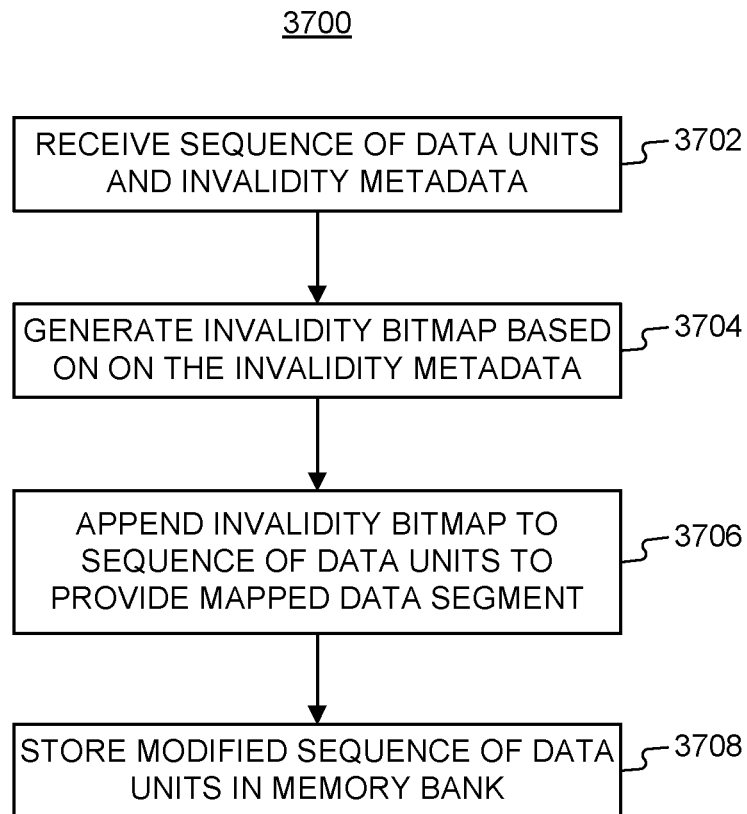 3700
RECEIVE SEQUENCE OF DATA UNITS
AND INVALIDITY METADATA
3702
GENERATE INVALIDITY BITMAP BASED
ON ON THE INVALIDITY METADATA
3704
APPEND INVALIDITY BITMAP TO
SEQUENCE OF DATA UNITS TO
PROVIDE MAPPED DATA SEGMENT
3706
STORE MODIFIED SEQUENCE OF DATA
UNITS IN MEMORY BANK
3708